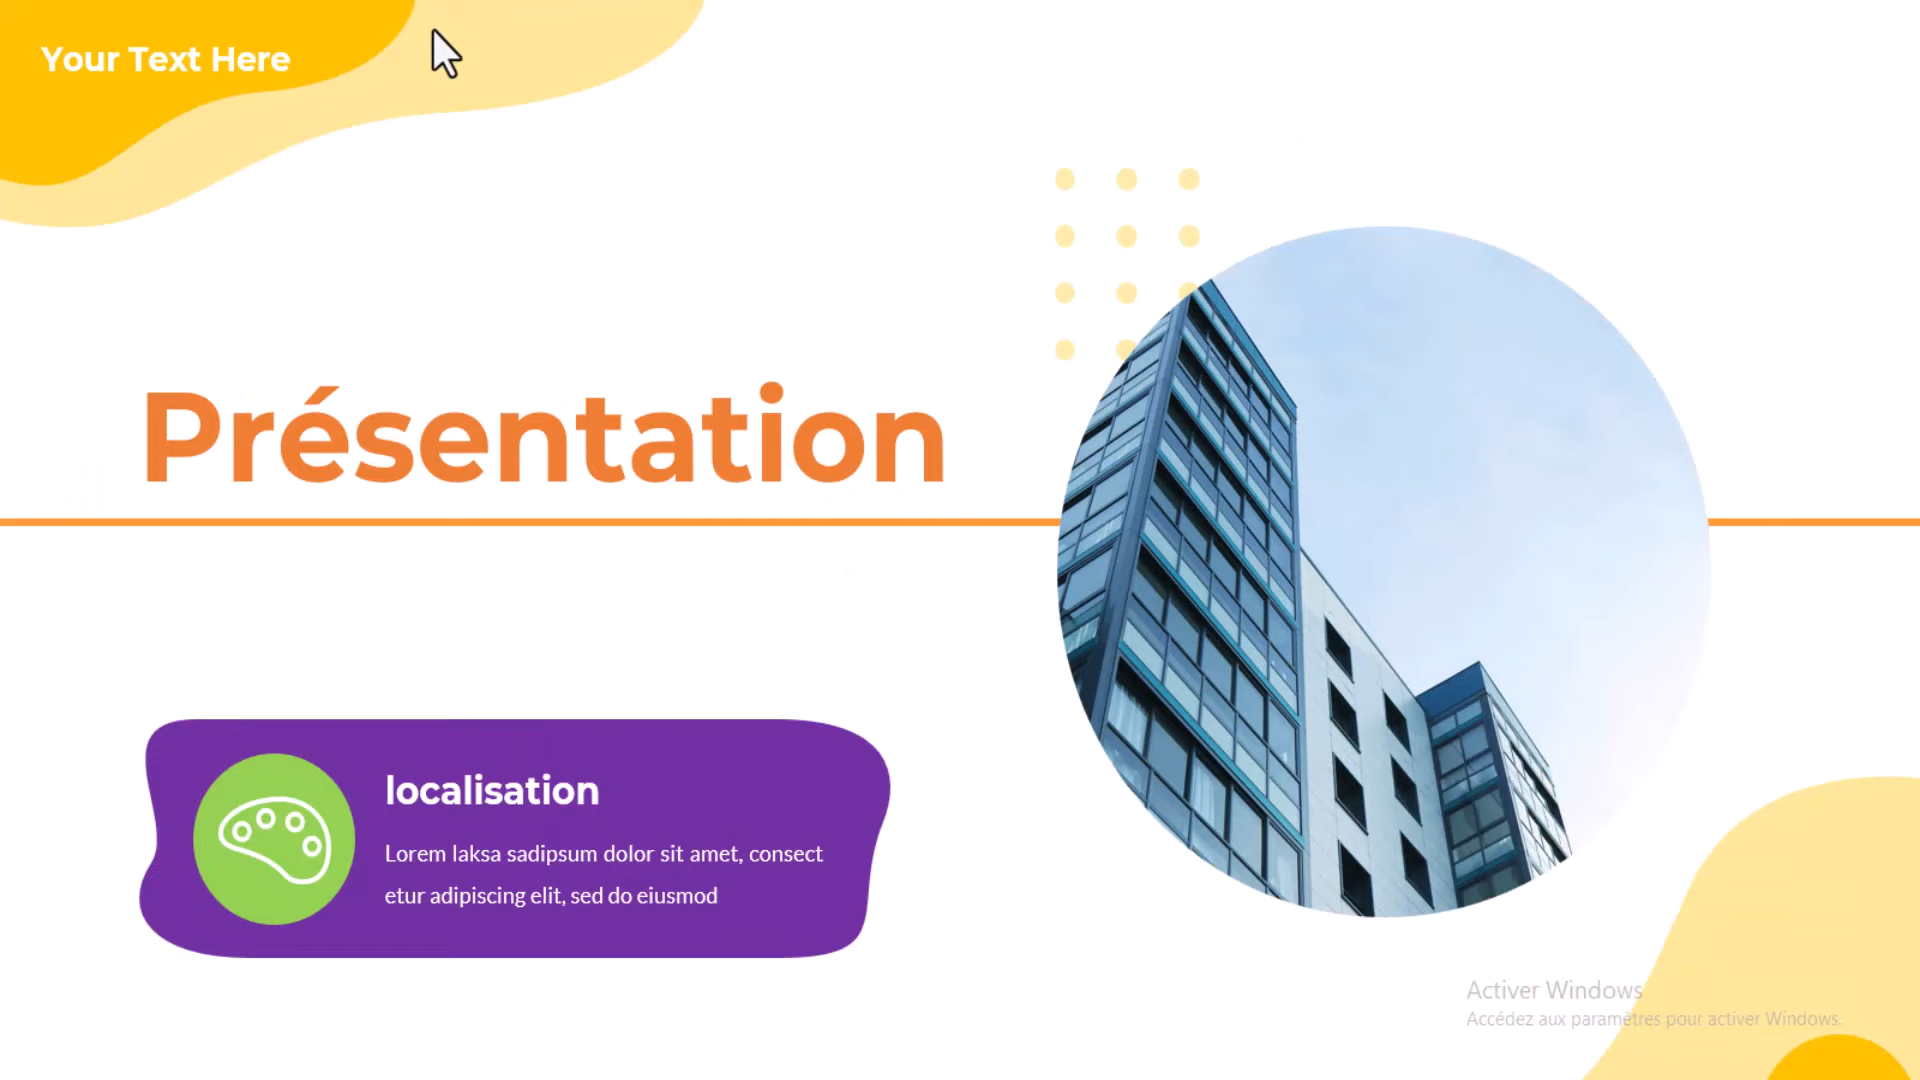 Your Text Here
Présentation
localisation
Lorem laksa sadipsum dolor sit amet, consect
etur adipiscing elit, sed do eiusmod
Activer Windows
Accédez aux paramètres pour activer Windows.